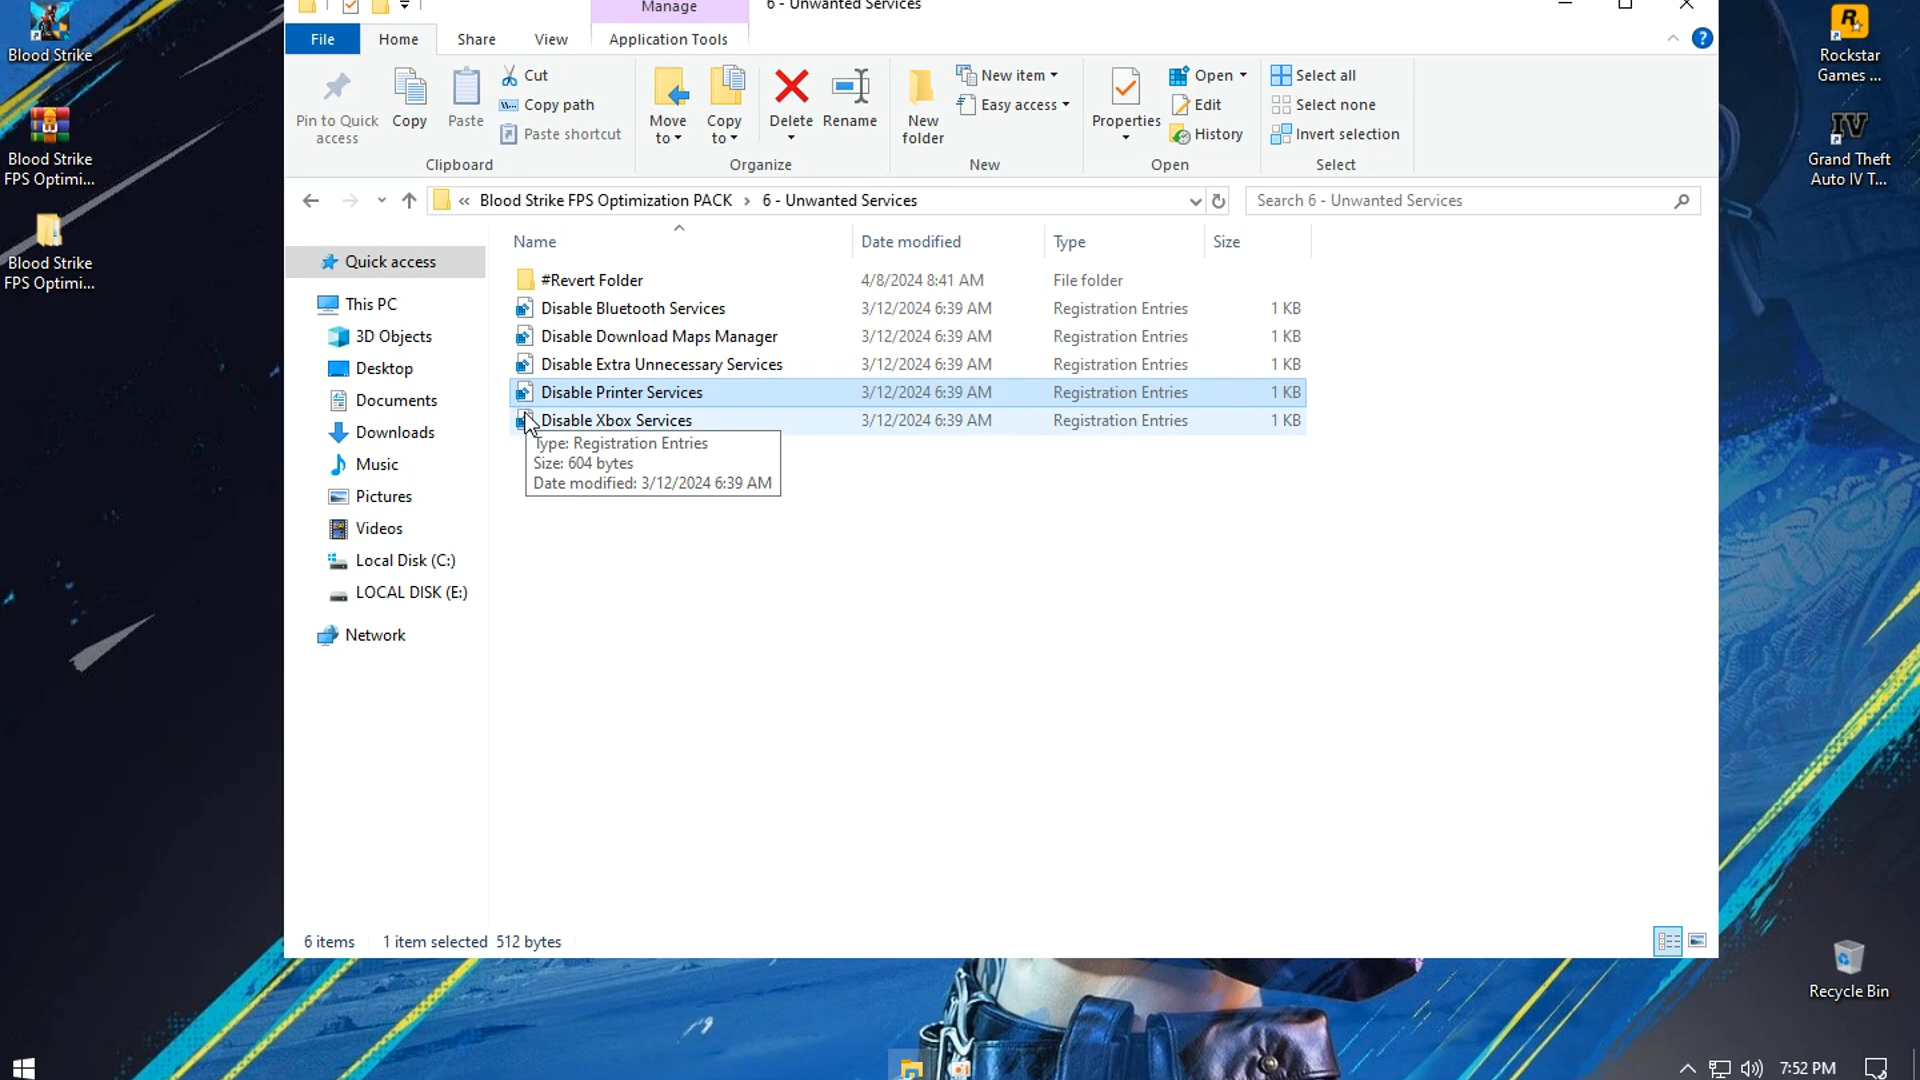 Manage
6 - Unwanted Services
File
Home
Share
View
Application Tools
Pin to Quick
access
Copy
Paste
Cut
Copy path
Paste shortcut
Clipboard
Move
to
Copy
to
Delete
Rename
Organize
New
folder
New item
Easy access
New
Properties
Open
Edit
History
Open
Select all
Select none
Invert selection
Select
Blood Strike FPS Optimization PACK
6 - Unwanted Services
Search 6 - Unwanted Services
Name
Date modified
Type
Size
#Revert Folder
4/8/2024 8:41 AM
File folder
Disable Bluetooth Services
3/12/2024 6:39 AM
Registration Entries
1 KB
Disable Download Maps Manager
3/12/2024 6:39 AM
Registration Entries
1 KB
Disable Extra Unnecessary Services
3/12/2024 6:39 AM
Registration Entries
1 KB
Disable Printer Services
3/12/2024 6:39 AM
Registration Entries
1 KB
Disable Xbox Services
3/12/2024 6:39 AM
Registration Entries
1 KB
Type: Registration Entries
Size: 604 bytes
Date modified: 3/12/2024 6:39 AM
Quick access
This PC
3D Objects
Desktop
Documents
Downloads
Music
Pictures
Videos
Local Disk (C:)
LOCAL DISK (E:)
Network
6 items
1 item selected 512 bytes
Blood Strike
Blood Strike
FPS Optimi...
Blood Strike
FPS Optimi...
Rockstar
Games ...
IV
Grand Theft
Auto IV T...
Recycle Bin
7:52 PM